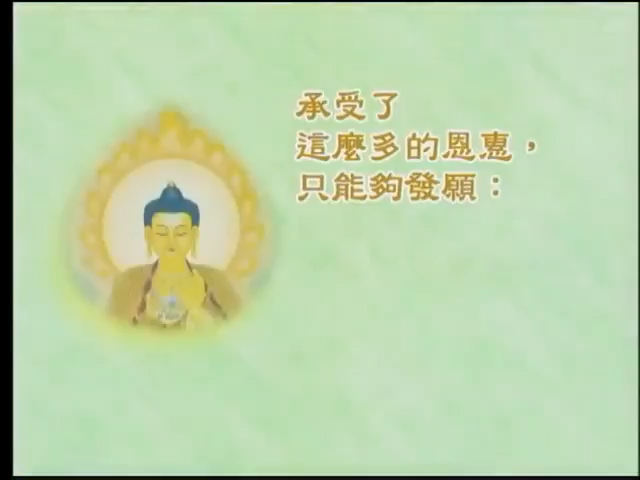 承受了
這麼多的恩惠，
只能夠發願：